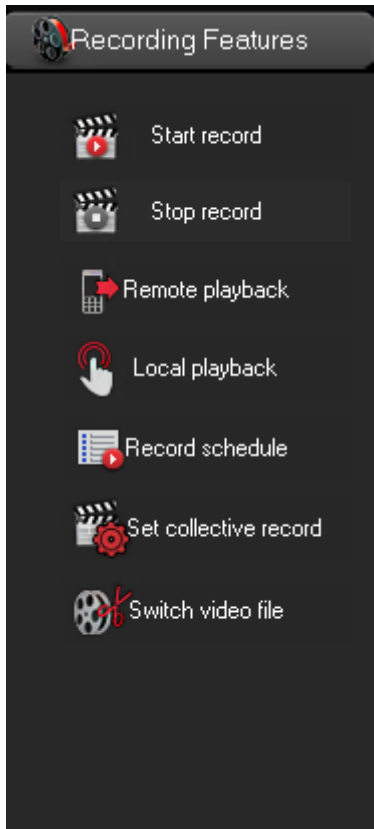 Recording Features
Start record
Stop record
Remote playback
Local playback
Record schedule
Set collective record
Switch video file